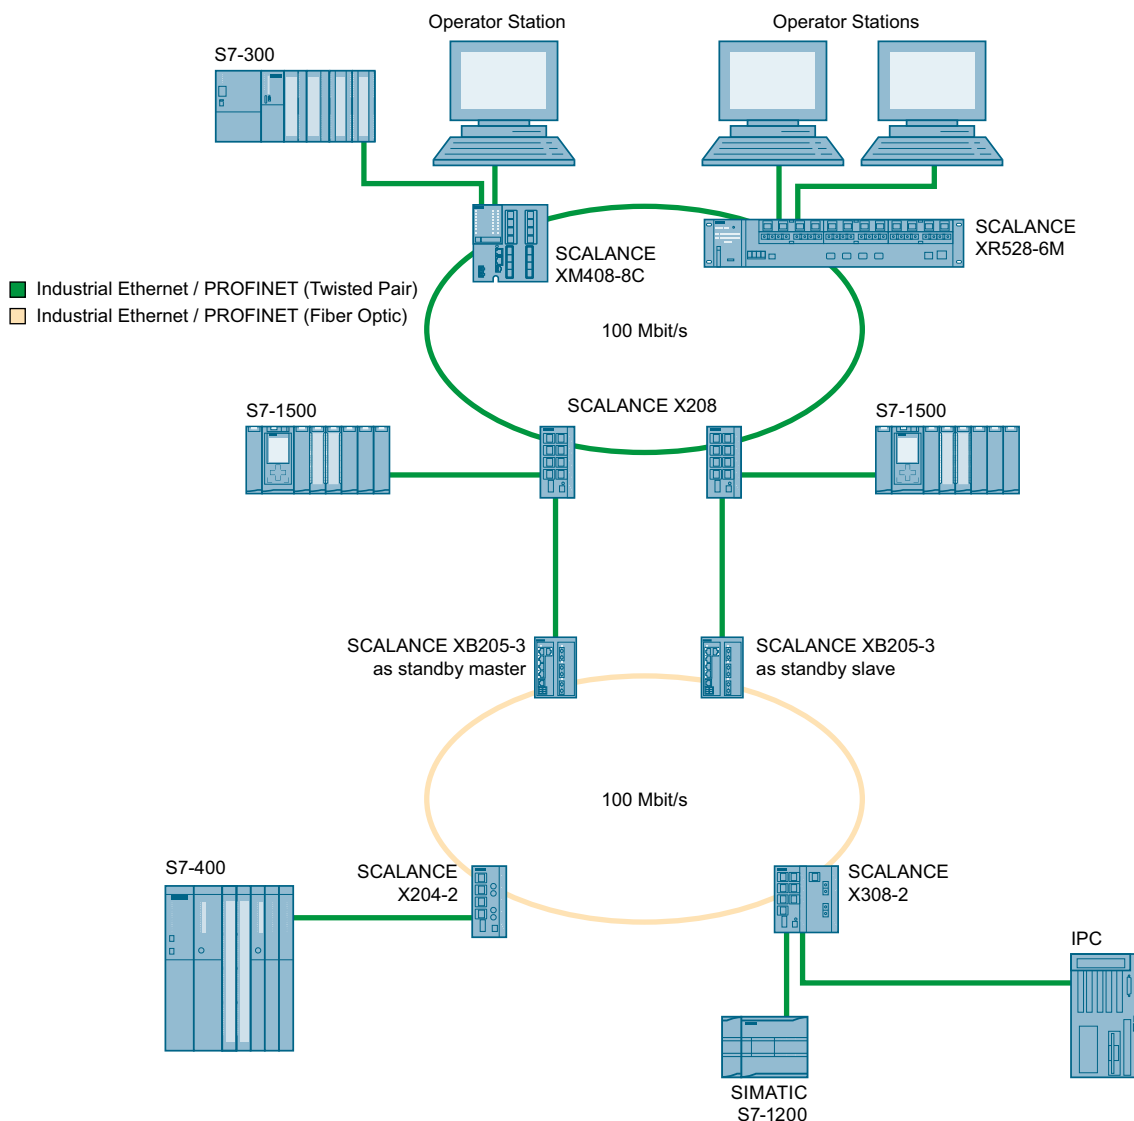 Operator Station
Operator Stations
S7-300
SCALANCE
XM408-8C
SCALANCE
XR528-6M
Industrial Ethernet / PROFINET (Twisted Pair)
Industrial Ethernet / PROFINET (Fiber Optic)
100 Mbit/s
S7-1500
SCALANCE X208
S7-1500
SCALANCE XB205-3
as standby master
SCALANCE XB205-3
as standby slave
100 Mbit/s
S7-400
SCALANCE
X204-2
SCALANCE
X308-2
IPC
SIMATIC
S7-1200